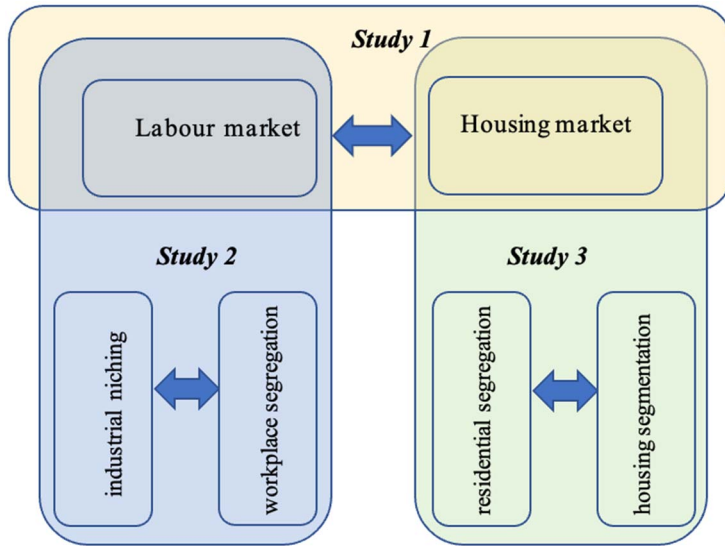 Study 1
Labour market
Housing market
Study 2
Study 3
industrial niching
workplace segregation
residential segregation
housing segmentation